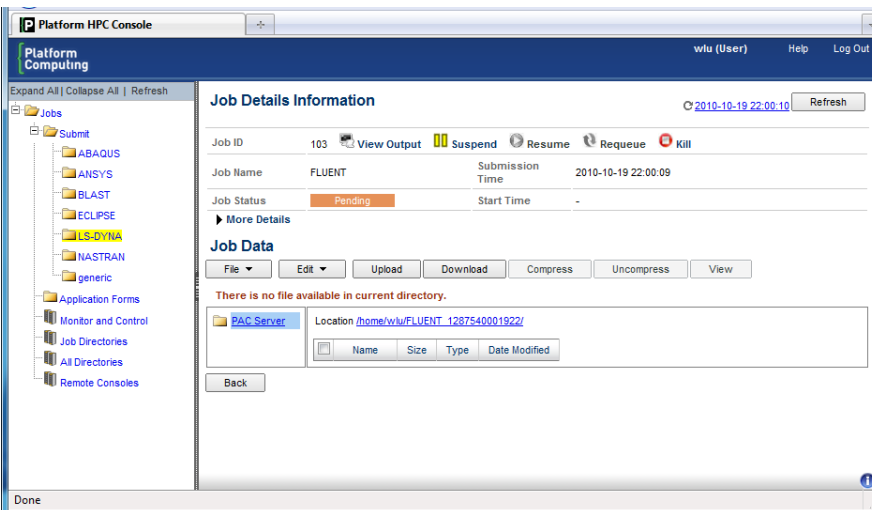 Platform HPC Console
Platform Computing
wlu (User) Help Log Out
Expand All | Collapse All | Refresh
Jobs
Submit
ABAQUS
ANSYS
BLAST
ECLIPSE
LS-DYNA
NASTRAN
generic
Application Forms
Monitor and Control
Job Directories
All Directories
Remote Consoles
Job Details Information
2010-10-19 22:00:10 Refresh
Job ID 103 View Output Suspend Resume Requeue Kill
Job Name FLUENT Submission Time 2010-10-19 22:00:09
Job Status Pending Start Time -
More Details
Job Data
File Edit Upload Download Compress Uncompress View
There is no file available in current directory.
PAC Server Location /home/wlu/FLUENT_1287540001922/
Name Size Type Date Modified
Back
Done